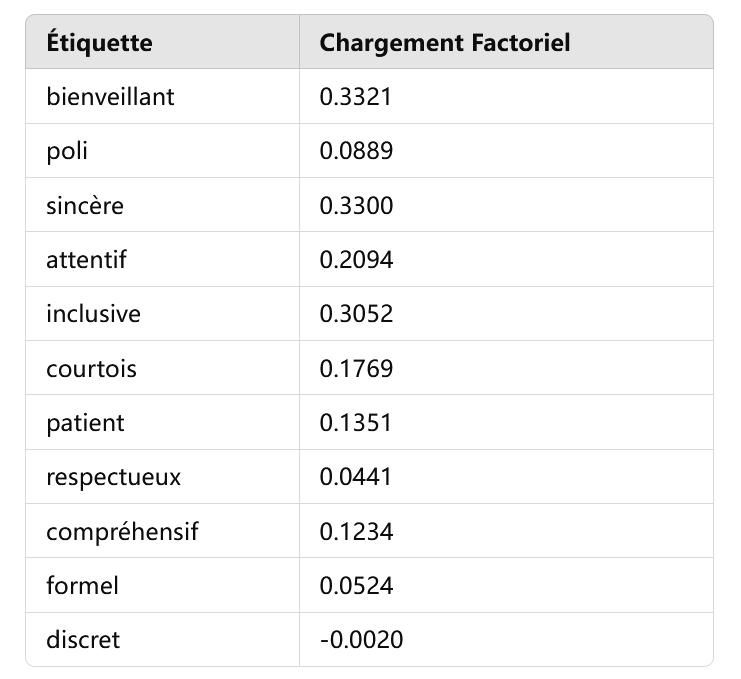 Étiquette Chargement Factoriel
bienveillant 0.3321
poli 0.0889
sincère 0.3300
attentif 0.2094
inclusive 0.3052
courtois 0.1769
patient 0.1351
respectueux 0.0441
compréhensif 0.1234
formel 0.0524
discret -0.0020